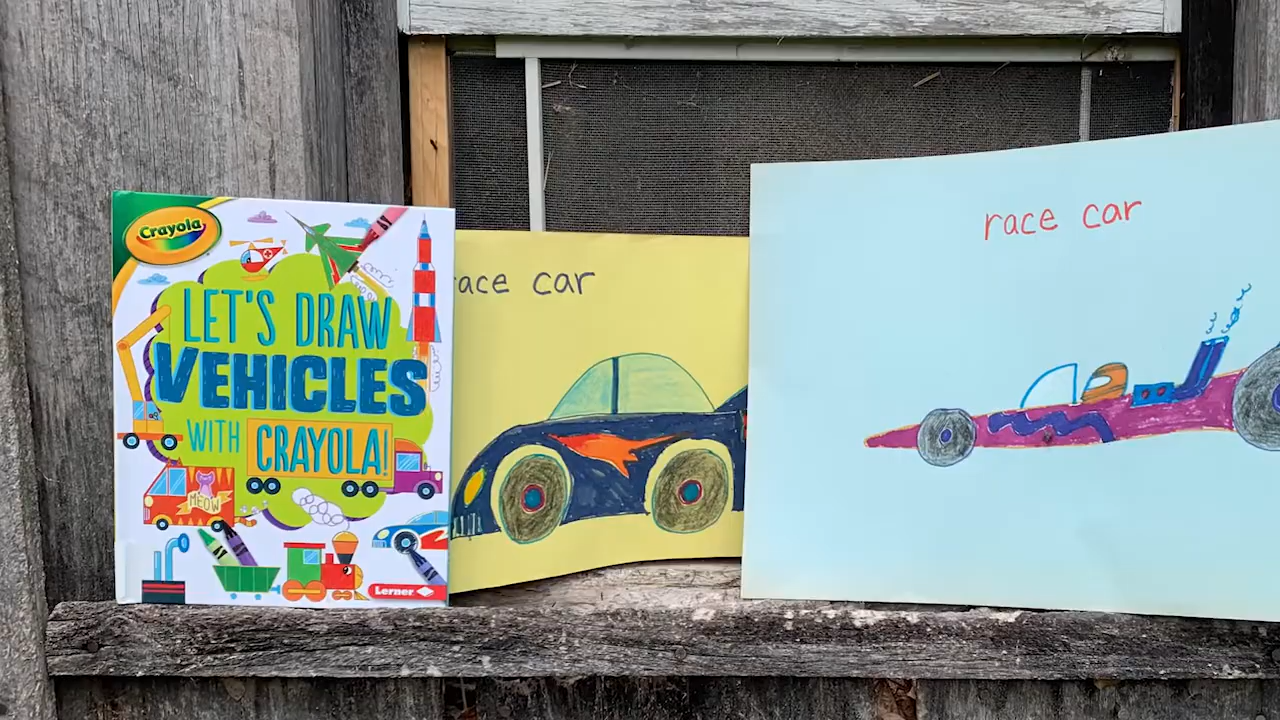 Crayola
LET'S DRAW
VEHICLES
WITH CRAYOLA!
MEOW
Lerner
ace car
race car